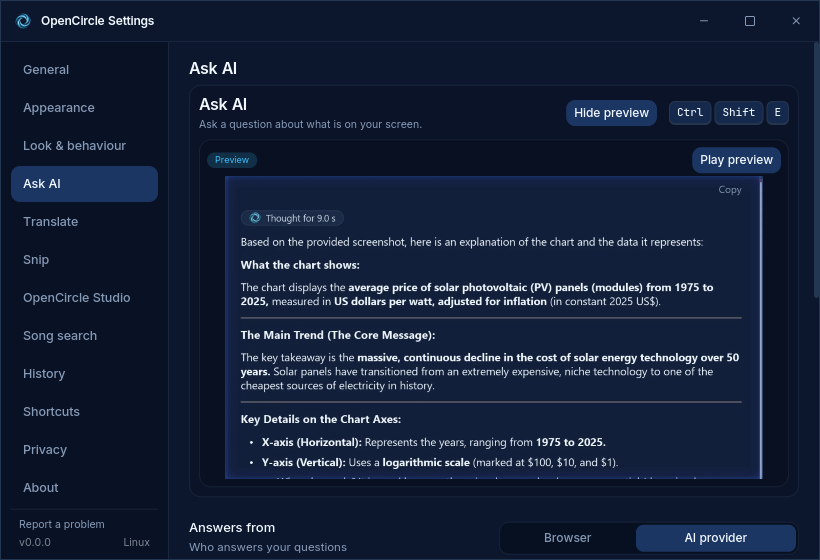 OpenCircle Settings
General
Appearance
Look & behaviour
Ask AI
Translate
Snip
OpenCircle Studio
Song search
History
Shortcuts
Privacy
About
Report a problem
v0.0.0 Linux
Ask AI
Ask AI
Ask a question about what is on your screen.
Hide preview Ctrl Shift E
Preview
Play preview
Copy
Thought for 9.0 s
Based on the provided screenshot, here is an explanation of the chart and the data it represents:
What the chart shows:
The chart displays the average price of solar photovoltaic (PV) panels (modules) from 1975 to
2025, measured in US dollars per watt, adjusted for inflation (in constant 2025 US$).
The Main Trend (The Core Message):
The key takeaway is the massive, continuous decline in the cost of solar energy technology over 50
years. Solar panels have transitioned from an extremely expensive, niche technology to one of the
cheapest sources of electricity in history.
Key Details on the Chart Axes:
• X-axis (Horizontal): Represents the years, ranging from 1975 to 2025.
• Y-axis (Vertical): Uses a logarithmic scale (marked at $100, $10, and $1).
Answers from
Who answers your questions
Browser AI provider